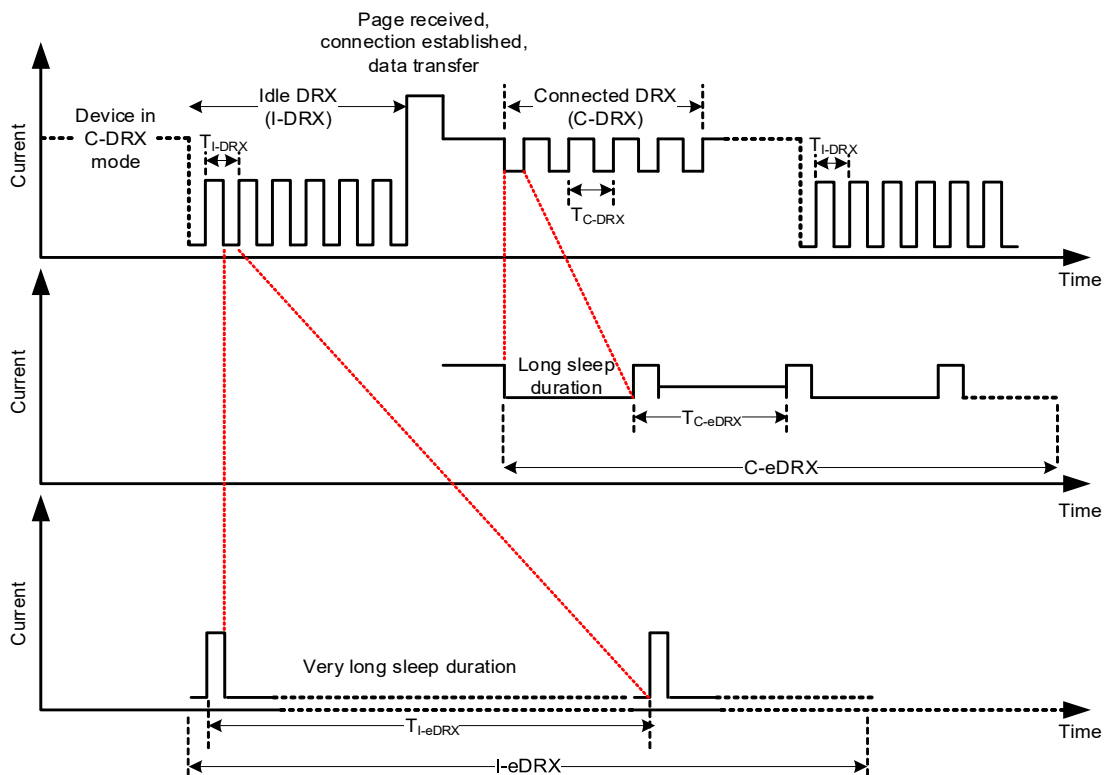 Page received,
connection established,
data transfer
Idle DRX
(I-DRX)
Connected DRX
(C-DRX)
Device in
C-DRX
mode
TI-DRX
TI-DRX
TC-DRX
Current
Time
Long sleep
duration
TC-eDRX
C-eDRX
Current
Time
Very long sleep duration
TI-eDRX
I-eDRX
Current
Time